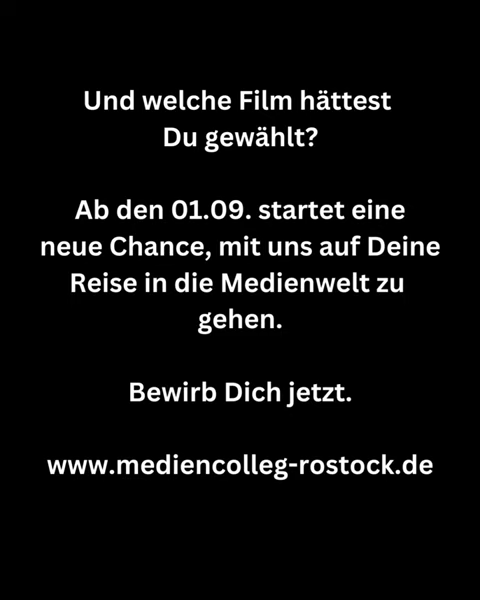 Und welche Film hättest
Du gewählt?
Ab den 01.09. startet eine
neue Chance, mit uns auf Deine
Reise in die Medienwelt zu
gehen.
Bewirb Dich jetzt.
www.mediencolleg-rostock.de